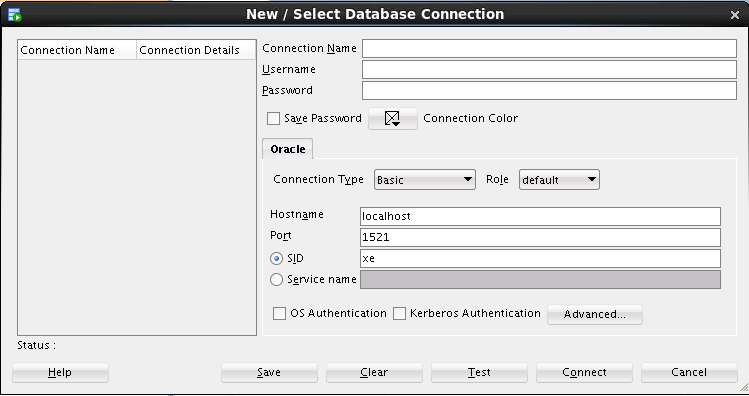 New / Select Database Connection
Connection Name Connection Details
Connection Name
Username
Password
Save Password Connection Color
Oracle
Connection Type Basic Role default
Hostname localhost
Port 1521
SID xe
Service name
OS Authentication Kerberos Authentication Advanced...
Status :
Help Save Clear Test Connect Cancel